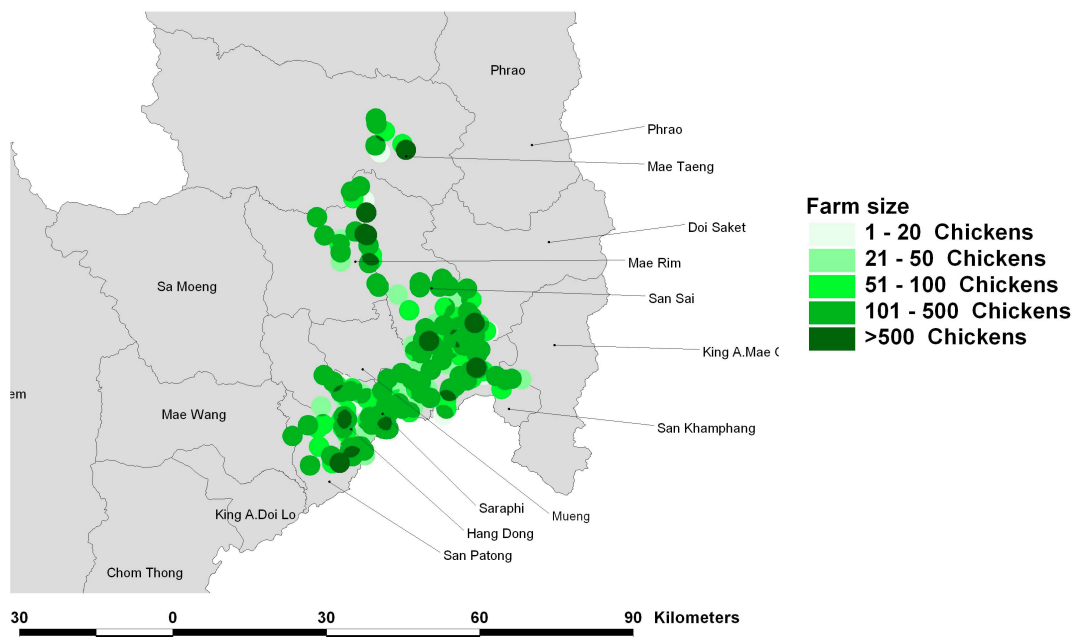 Phrao
Phrao
Mae Taeng
Doi Saket
Mae Rim
Sa Moeng
San Sai
King A.Mae
em
Mae Wang
San Khamphang
Saraphi
King A.Doi Lo
Mueng
Hang Dong
San Patong
Chom Thong
Farm size
1 - 20 Chickens
21 - 50 Chickens
51 - 100 Chickens
101 - 500 Chickens
>500 Chickens
30 0 30 60 90 Kilometers